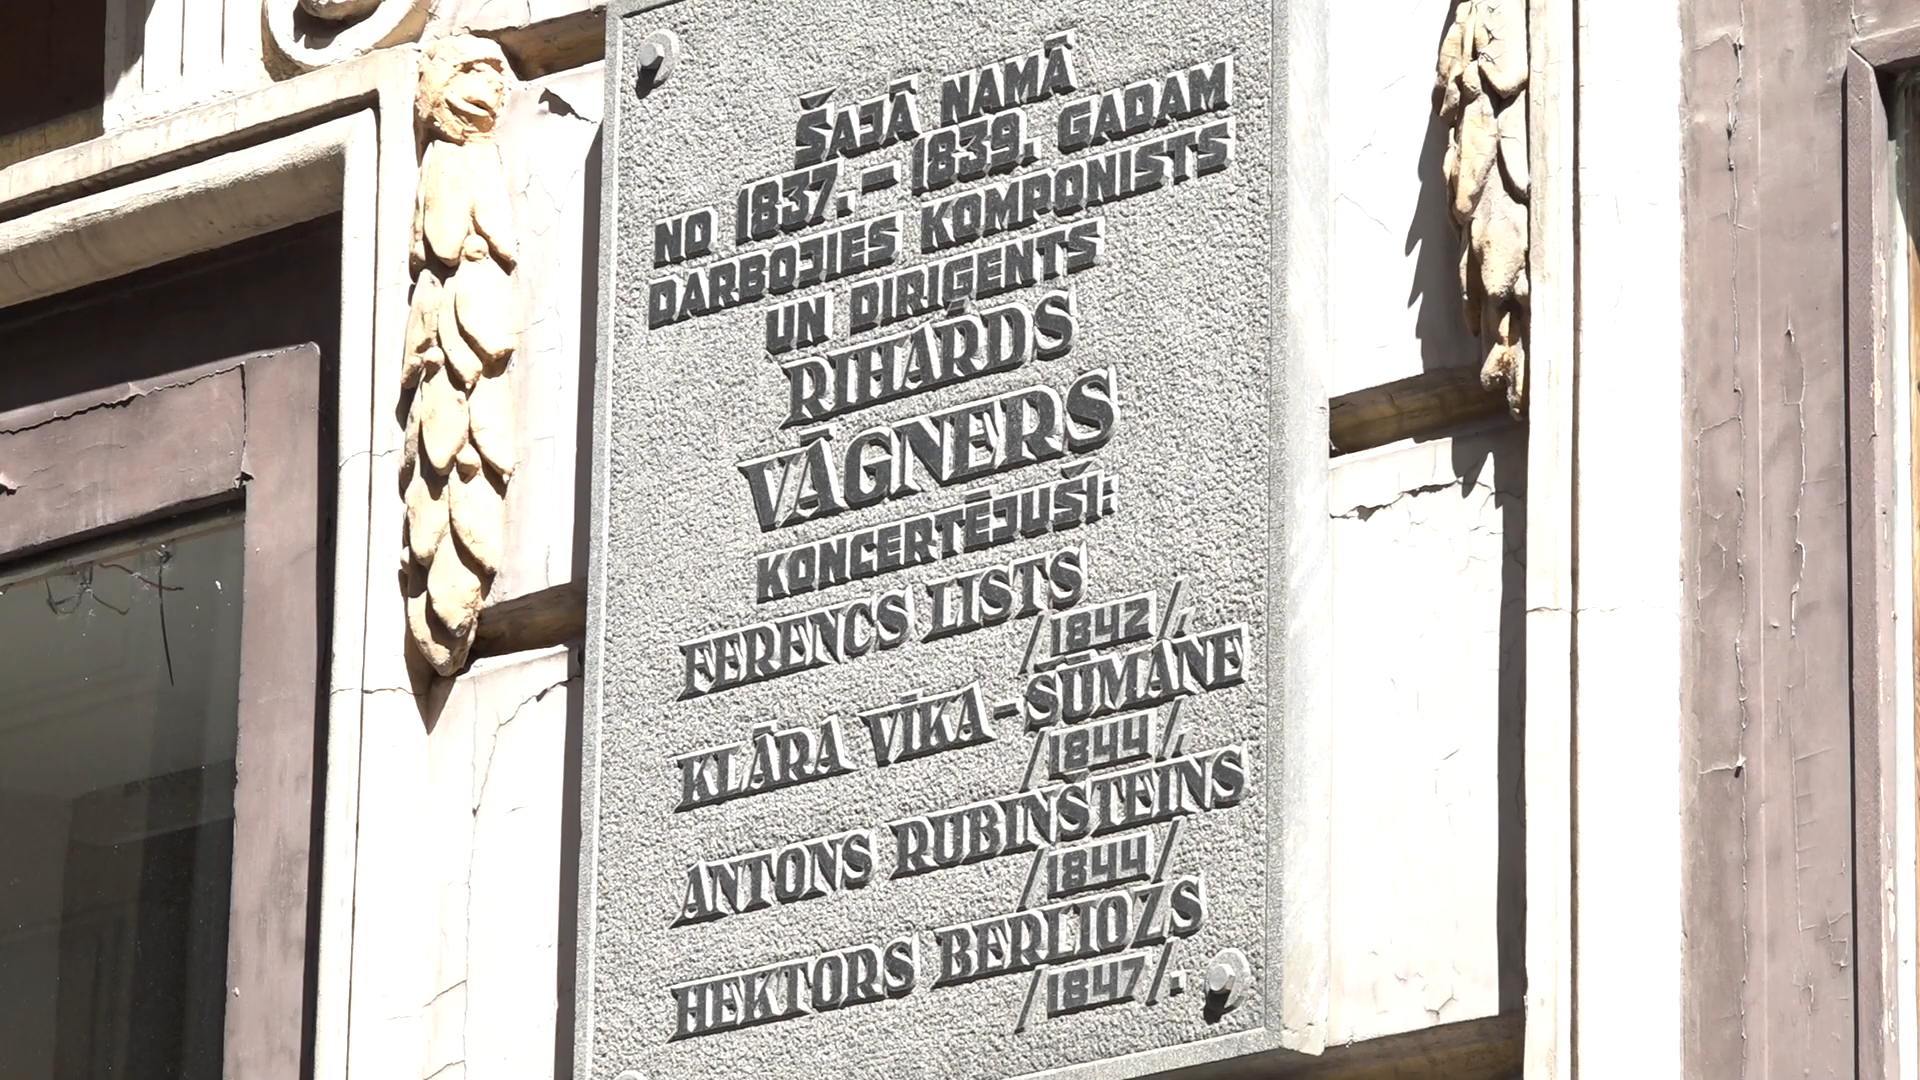 ŠAJĀ NAMĀ
NO 1837. – 1839. GADAM
DARBOJIES KOMPONISTS
UN DIRIĢENTS
RIHARDS
VĀGNERS
KONCERTĒJUŠI:
FERENCS LISTS
/1842/,
KLĀRA VĪKA-ŠŪMANE
/1844/,
ANTONS RUBINŠTEINS
/1844/
HEKTORS BERLIOZS
/1847/.